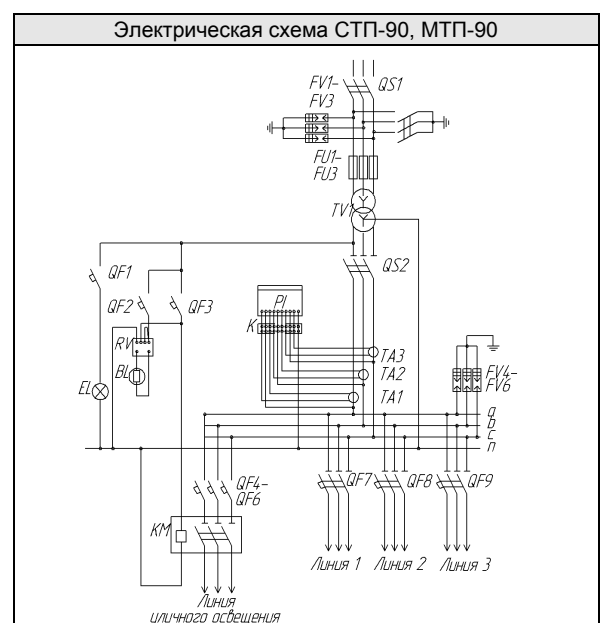 Электрическая схема СТП-90, МТП-90
FV1-
FV3
QS1
FU1-
FU3
TV1
QS2
QF1
QF2
QF3
PI
K
RV
BL
EL
TA3
TA2
TA1
FV4-
FV6
a
b
c
n
QF4-
QF6
QF7
QF8
QF9
KM
Линия 1
Линия 2
Линия 3
Линия
уличного освещения